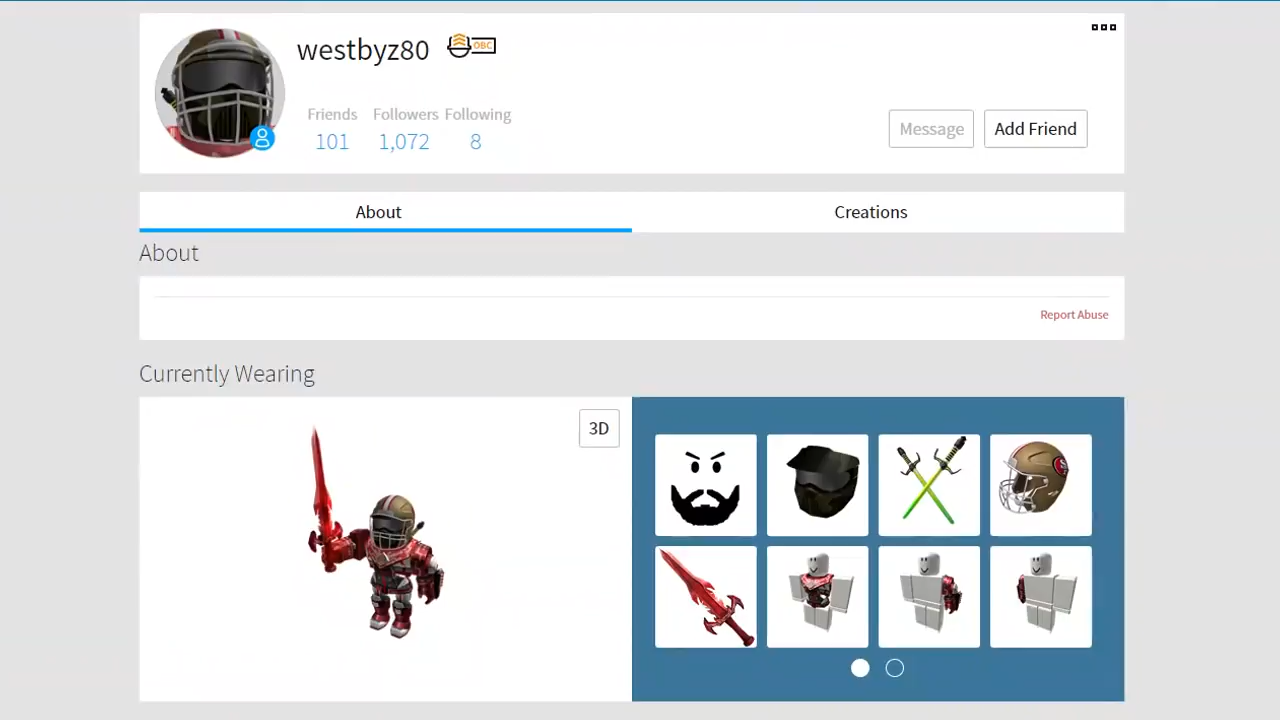 westbyz80 OBC
Friends Followers Following
101 1,072 8
Message Add Friend
About Creations
About
Report Abuse
Currently Wearing
3D